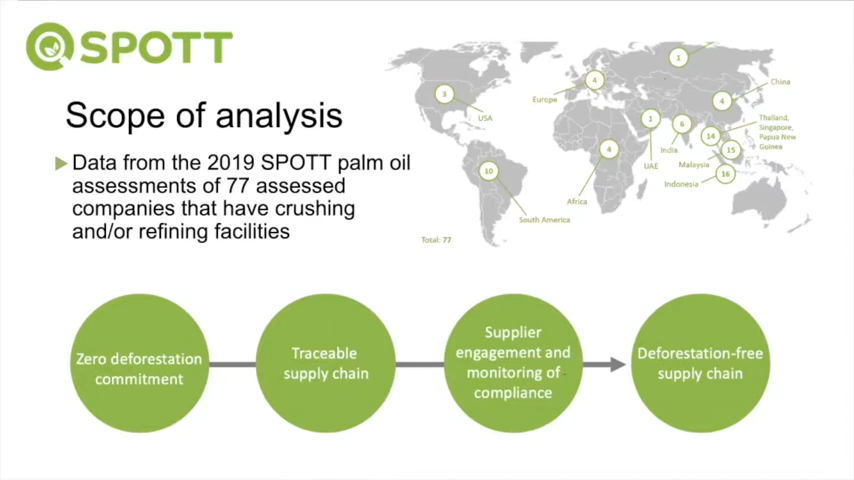 SPOTT
Scope of analysis
Data from the 2019 SPOTT palm oil
assessments of 77 assessed
companies that have crushing
and/or refining facilities
1
4
3
Europe
USA
China
4
1
6
Thailand,
Singapore,
Papua New
Guinea
14
India
15
4
Malaysia
UAE
10
16
Indonesia
Africa
South America
Total: 77
Zero deforestation
commitment
Traceable
supply chain
Supplier
engagement and
monitoring of
compliance
Deforestation-free
supply chain